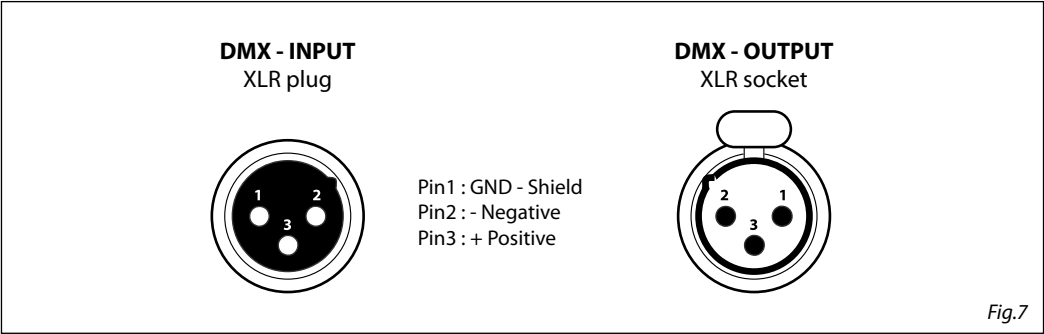 DMX - INPUT
XLR plug
1
2
3
Pin1 : GND - Shield
Pin2 : - Negative
Pin3 : + Positive
DMX - OUTPUT
XLR socket
2
1
3
Fig.7